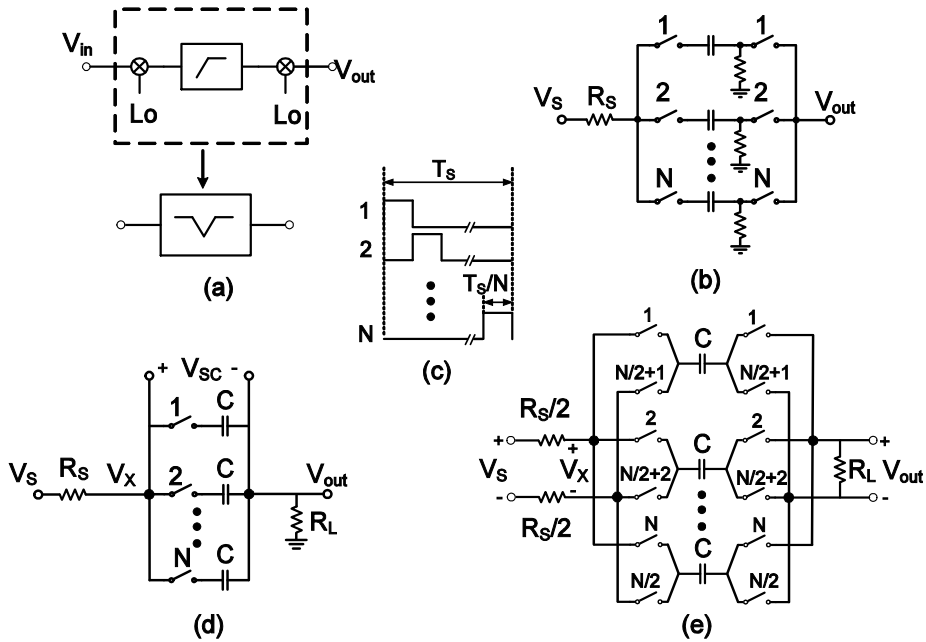 V_in
V_out
Lo
Lo
(a)
1
1
V_S
R_S
2
2
V_out
N
N
(b)
T_S
1
2
T_S/N
N
(c)
+ V_SC -
1
C
V_S
R_S
V_X
2
C
V_out
R_L
N
C
(d)
1
C
1
N/2+1
N/2+1
R_S/2
2
C
2
+
+
+
V_S
V_X
N/2+2
N/2+2
R_L
V_out
-
-
-
R_S/2
N
C
N
N/2
N/2
(e)